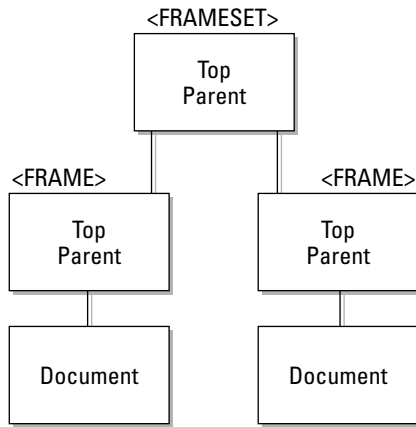 <FRAMESET>
Top
Parent
<FRAME>
<FRAME>
Top
Parent
Top
Parent
Document
Document